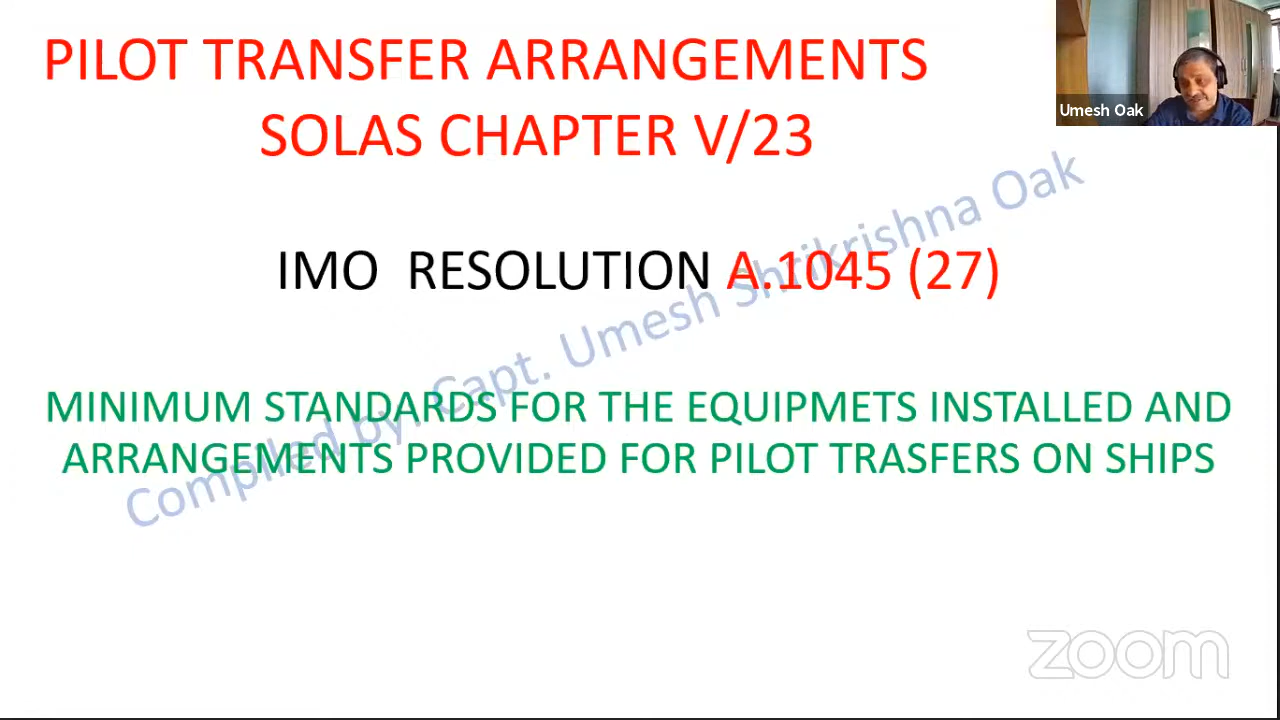 PILOT TRANSFER ARRANGEMENTS
SOLAS CHAPTER V/23
Umesh Oak
IMO RESOLUTION A.1045 (27)
MINIMUM STANDARDS FOR THE EQUIPMETS INSTALLED AND
ARRANGEMENTS PROVIDED FOR PILOT TRASFERS ON SHIPS
Compiled by, Capt. Umesh Shrikrishna Oak
zoom